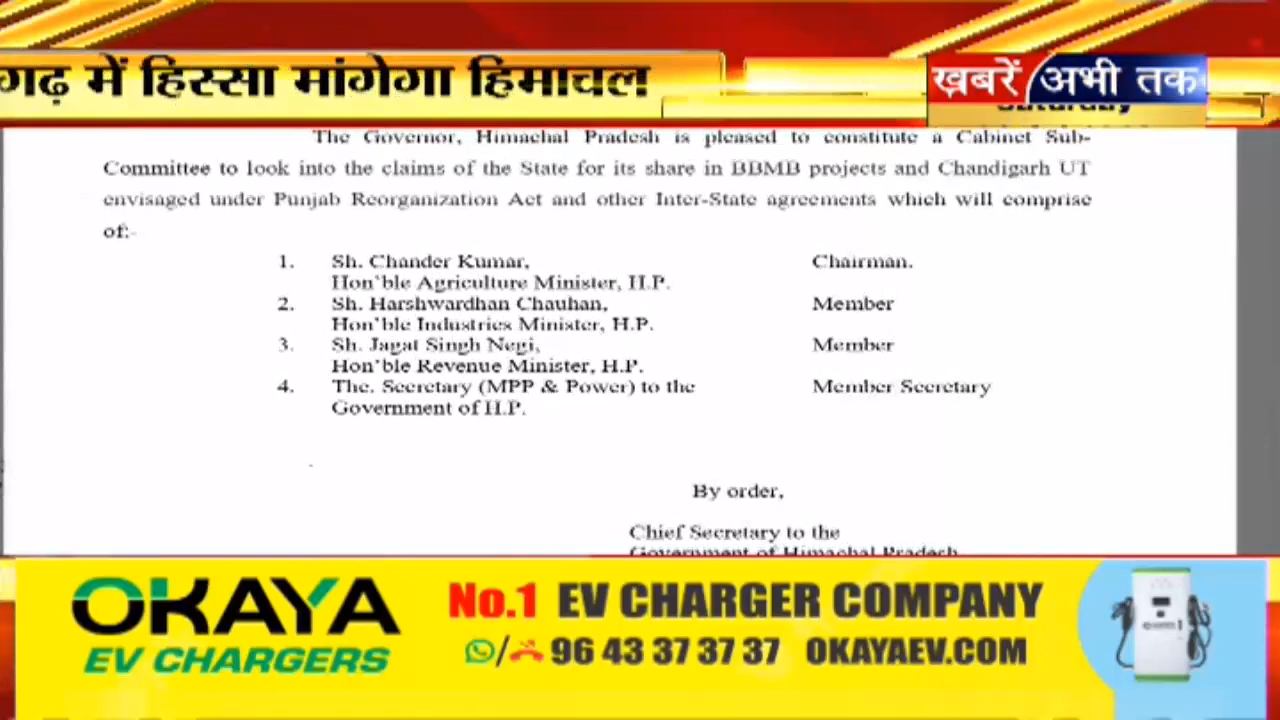 गढ़ में हिस्सा मांगेगा हिमाचल
ख़बरें अभी तक
Saturday
The Governor, Himachal Pradesh is pleased to constitute a Cabinet Sub-
Committee to look into the claims of the State for its share in BBMB projects and Chandigarh UT
envisaged under Punjab Reorganization Act and other Inter-State agreements which will comprise
of:-
1. Sh. Chander Kumar, Chairman.
Hon'ble Agriculture Minister, H.P.
2. Sh. Harshwardhan Chauhan, Member
Hon'ble Industries Minister, H.P.
3. Sh. Jagat Singh Negi, Member
Hon'ble Revenue Minister, H.P.
4. The. Secretary (MPP & Power) to the Member Secretary
Government of H.P.
By order,
Chief Secretary to the
Government of Himachal Pradesh
OKAYA
EV CHARGERS
No.1 EV CHARGER COMPANY
/ 96 43 37 37 37 OKAYAEV.COM